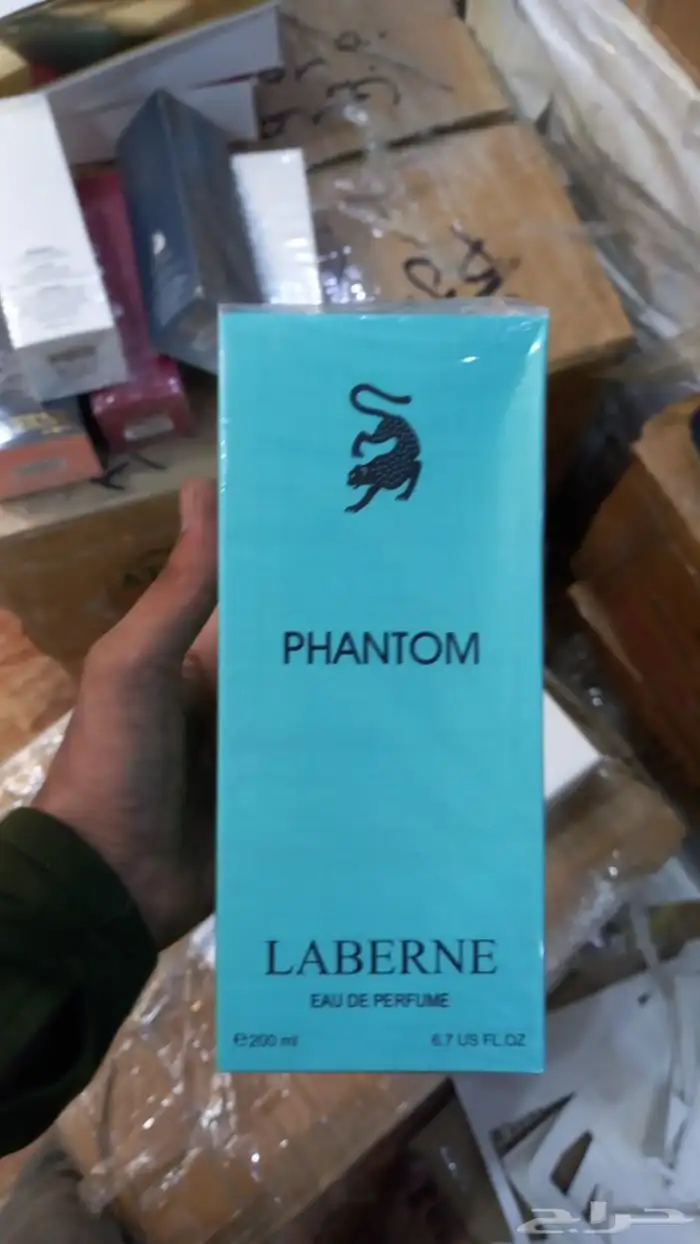 PHANTOM
LABERNE
EAU DE PERFUME
℮200 ml
6.7 US FL.OZ
حراج